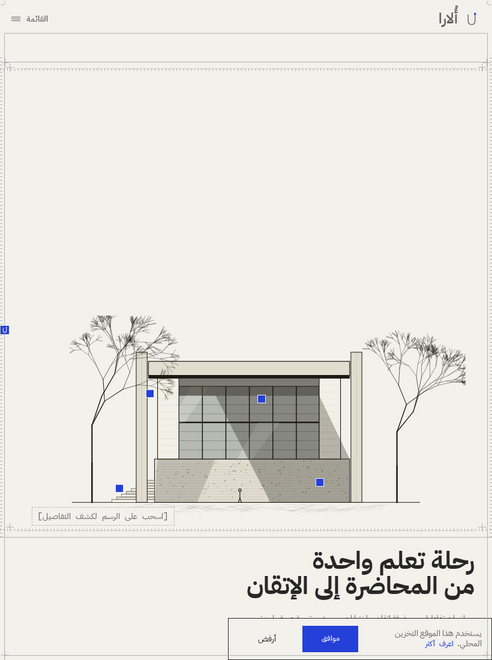 ألارا
القائمة
[اسحب على الرسم لكشف التفاصيل]
رحلة تعلم واحدة
من المحاضرة إلى الإتقان
يستخدم هذا الموقع التخزين
المحلي. اعرف أكثر
موافق
أرفض